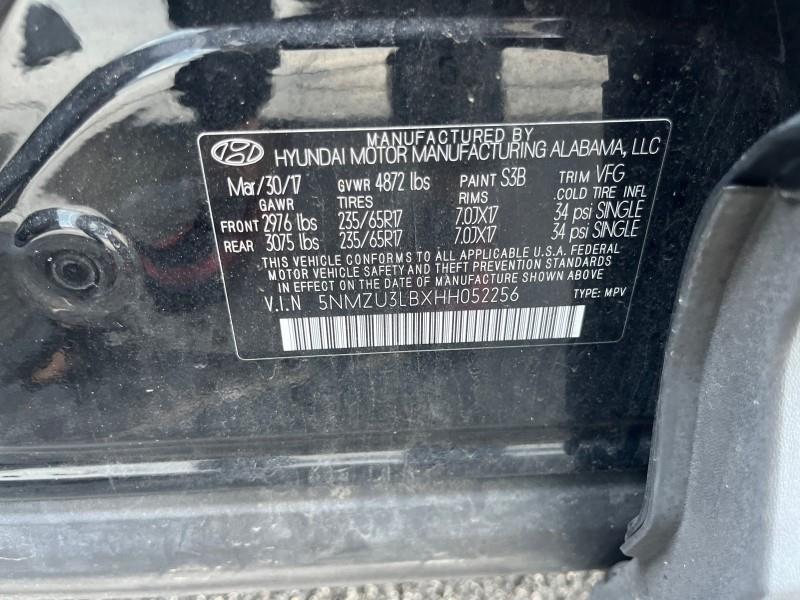 MANUFACTURED BY
HYUNDAI MOTOR MANUFACTURING ALABAMA, LLC
Mar/30/17 GVWR 4872 lbs PAINT S3B TRIM VFG
GAWR TIRES RIMS COLD TIRE INFL
FRONT 2976 lbs 235/65R17 7.0JX17 34 psi SINGLE
REAR 3075 lbs 235/65R17 7.0JX17 34 psi SINGLE
THIS VEHICLE CONFORMS TO ALL APPLICABLE U.S.A. FEDERAL
MOTOR VEHICLE SAFETY AND THEFT PREVENTION STANDARDS
IN EFFECT ON THE DATE OF MANUFACTURE SHOWN ABOVE
V.I.N 5NMZU3LBXHH052256 TYPE: MPV